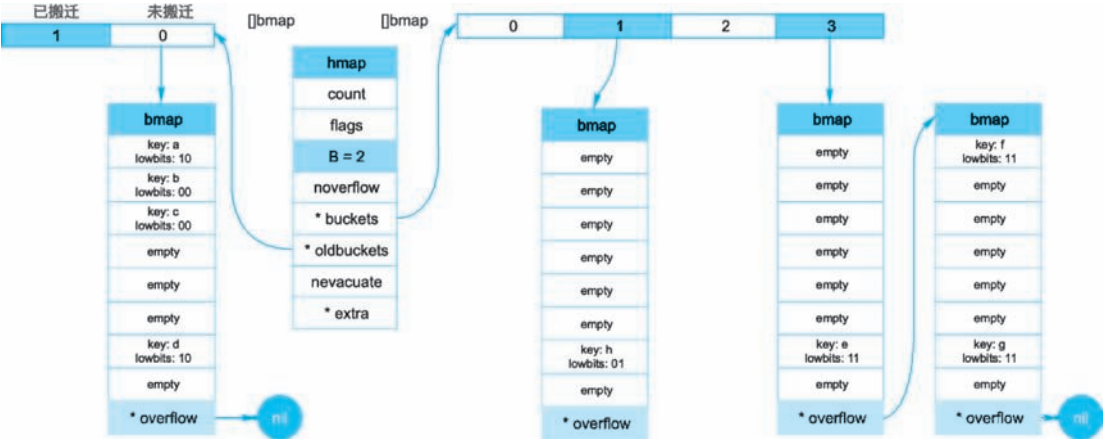 已搬迁 未搬迁
1 0
[]bmap
[]bmap
0 1 2 3
hmap
count
flags
B = 2
noverflow
* buckets
* oldbuckets
nevacuate
* extra
bmap
key: a
lowbits: 10
key: b
lowbits: 00
key: c
lowbits: 00
empty
empty
empty
key: d
lowbits: 10
empty
* overflow
nil
bmap
empty
empty
empty
empty
empty
empty
key: h
lowbits: 01
empty
* overflow
bmap
empty
empty
empty
empty
empty
empty
key: e
lowbits: 11
empty
* overflow
bmap
key: f
lowbits: 11
empty
empty
empty
empty
empty
key: g
lowbits: 11
empty
* overflow
nil